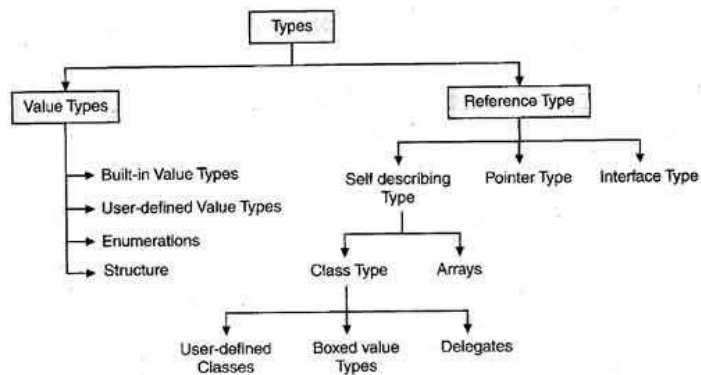 Types
Value Types
Reference Type
Built-in Value Types
User-defined Value Types
Enumerations
Structure
Self describing
Type
Pointer Type
Interface Type
Class Type
Arrays
User-defined
Classes
Boxed value
Types
Delegates